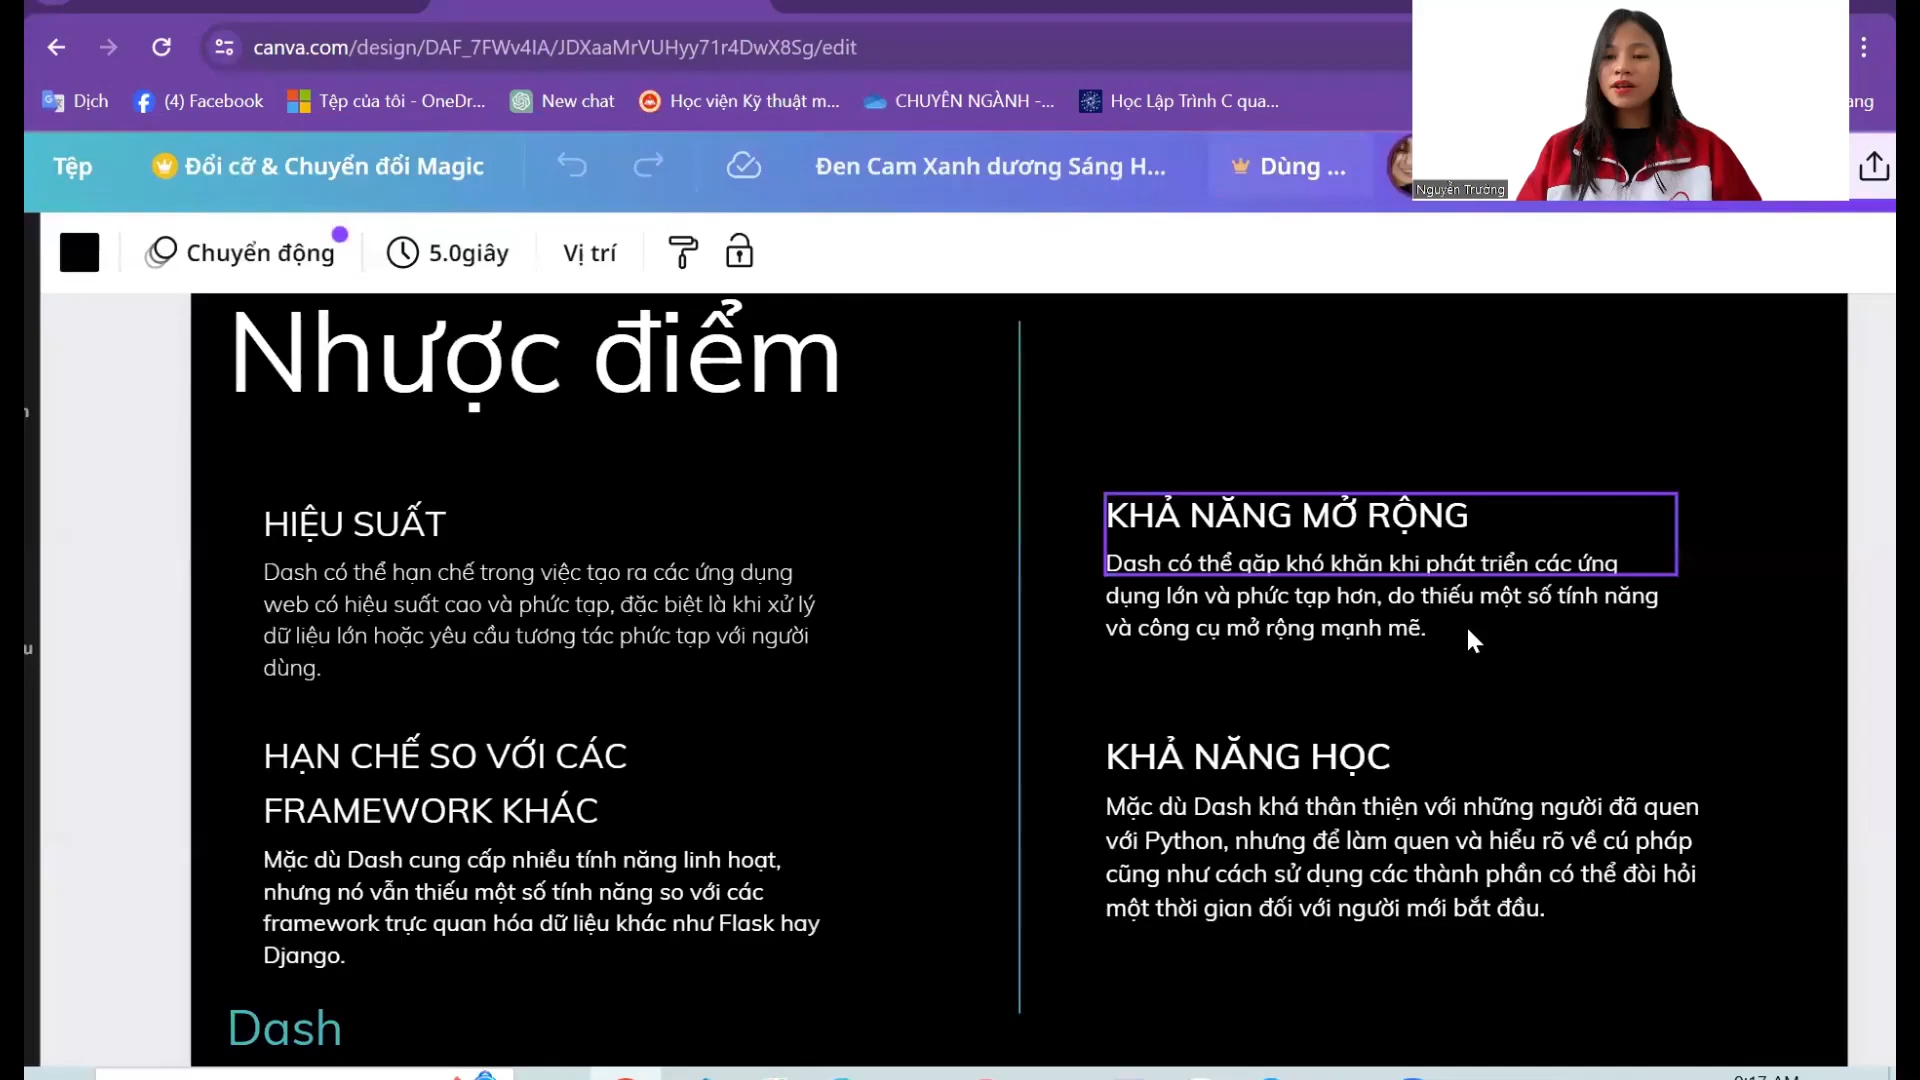 canva.com/design/DAF_7FWv4IA/JDXaaMrVUHyy71r4DwX8Sg/edit
Dịch
(4) Facebook
Tệp của tôi - OneDr...
New chat
Học viện Kỹ thuật m...
CHUYÊN NGÀNH -...
Học Lập Trình C qua...
ang
Tệp
Đổi cỡ & Chuyển đổi Magic
Đen Cam Xanh dương Sáng H...
Dùng ...
Nguyễn Trường
Chuyển động
5.0giây
Vị trí
Nhược điểm
HIỆU SUẤT
Dash có thể hạn chế trong việc tạo ra các ứng dụng
web có hiệu suất cao và phức tạp, đặc biệt là khi xử lý
dữ liệu lớn hoặc yêu cầu tương tác phức tạp với người
dùng.
HẠN CHẾ SO VỚI CÁC
FRAMEWORK KHÁC
Mặc dù Dash cung cấp nhiều tính năng linh hoạt,
nhưng nó vẫn thiếu một số tính năng so với các
framework trực quan hóa dữ liệu khác như Flask hay
Django.
KHẢ NĂNG MỞ RỘNG
Dash có thể gặp khó khăn khi phát triển các ứng
dụng lớn và phức tạp hơn, do thiếu một số tính năng
và công cụ mở rộng mạnh mẽ.
KHẢ NĂNG HỌC
Mặc dù Dash khá thân thiện với những người đã quen
với Python, nhưng để làm quen và hiểu rõ về cú pháp
cũng như cách sử dụng các thành phần có thể đòi hỏi
một thời gian đối với người mới bắt đầu.
Dash